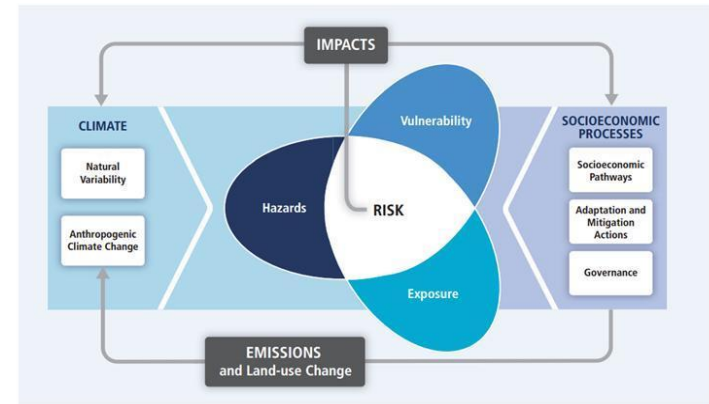 IMPACTS
CLIMATE
Natural
Variability
Anthropogenic
Climate Change
Vulnerability
Hazards
RISK
Exposure
SOCIOECONOMIC
PROCESSES
Socioeconomic
Pathways
Adaptation and
Mitigation
Actions
Governance
EMISSIONS
and Land-use Change